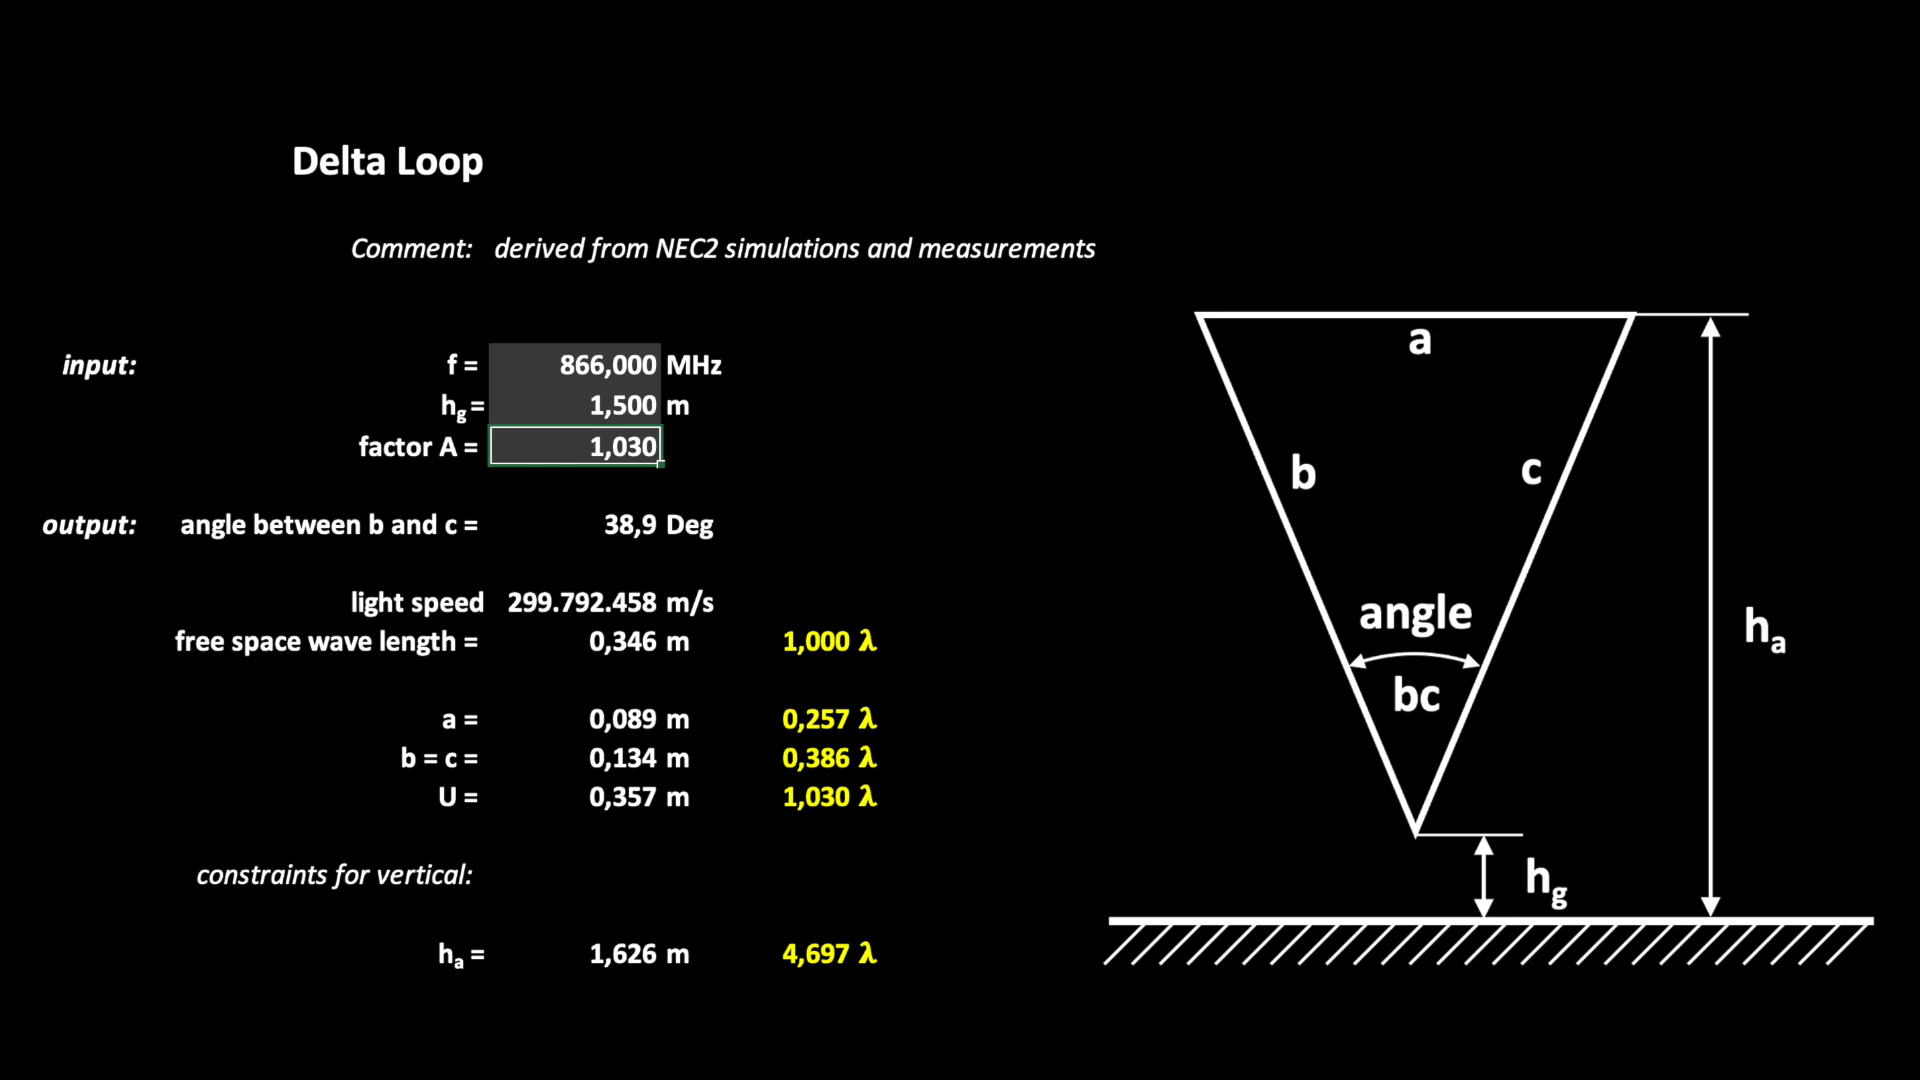 Delta Loop
Comment: derived from NEC2 simulations and measurements
input: f = 866,000 MHz
hg = 1,500 m
factor A = 1,030
output: angle between b and c = 38,9 Deg
light speed 299.792.458 m/s
free space wave length = 0,346 m 1,000 λ
a = 0,089 m 0,257 λ
b = c = 0,134 m 0,386 λ
U = 0,357 m 1,030 λ
constraints for vertical:
ha = 1,626 m 4,697 λ
a
b
c
angle
bc
ha
hg